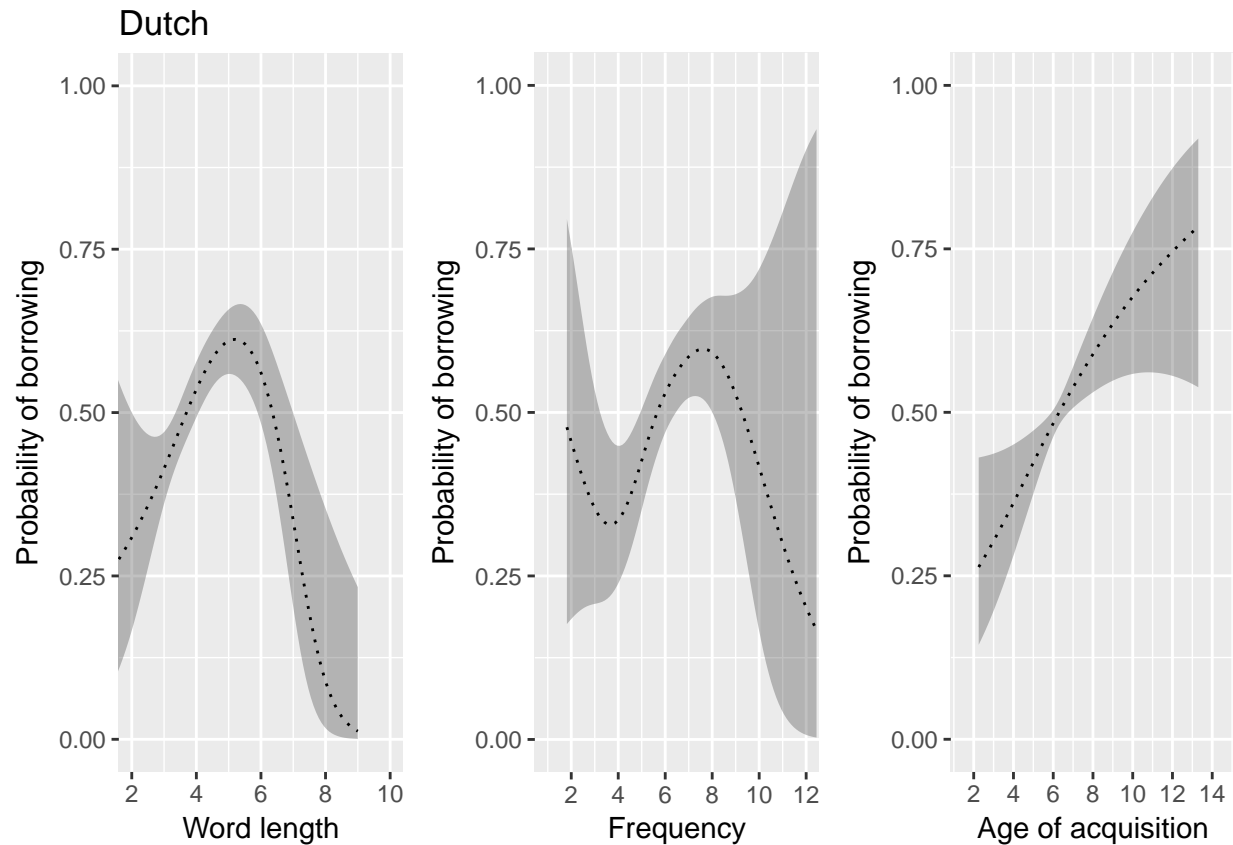 Dutch
Probability of borrowing
1.00
0.75
0.50
0.25
0.00
2 4 6 8 10
Word length
Probability of borrowing
1.00
0.75
0.50
0.25
0.00
2 4 6 8 10 12
Frequency
Probability of borrowing
1.00
0.75
0.50
0.25
0.00
2 4 6 8 10 12 14
Age of acquisition